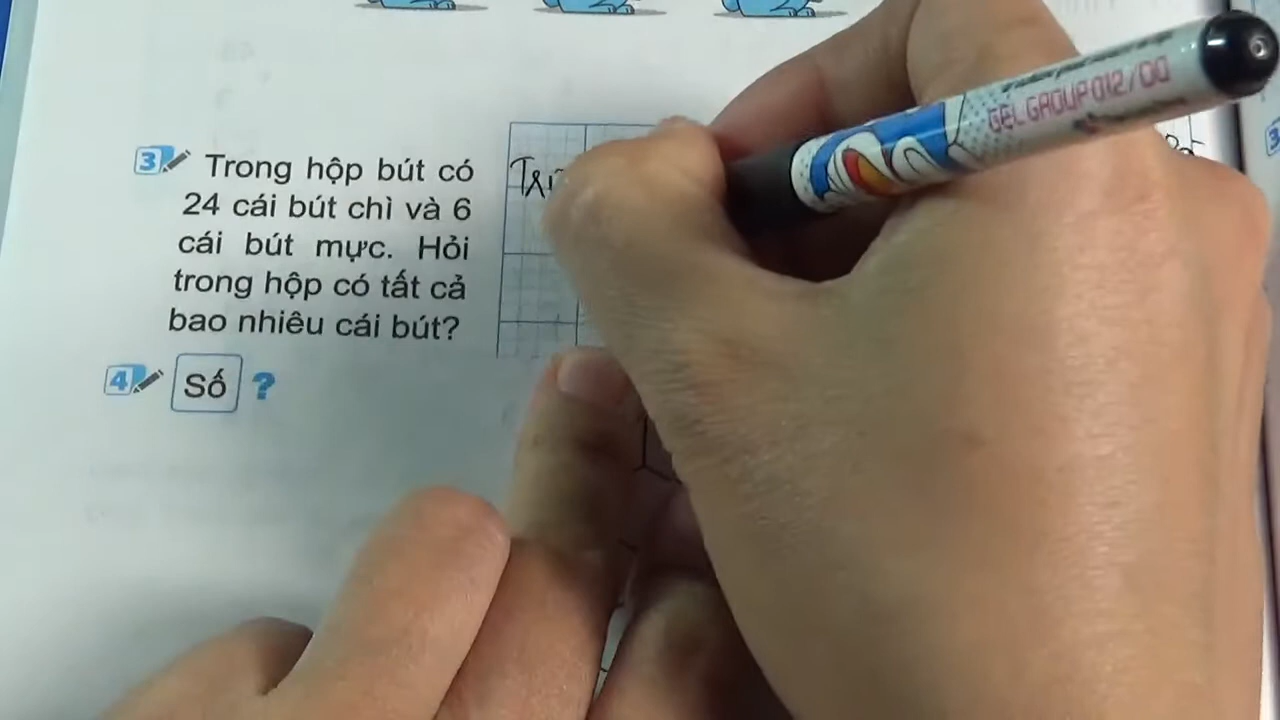 3 Trong hộp bút có
24 cái bút chì và 6
cái bút mực. Hỏi
trong hộp có tất cả
bao nhiêu cái bút?
4 Số ?
GEL GROUP 012/DO